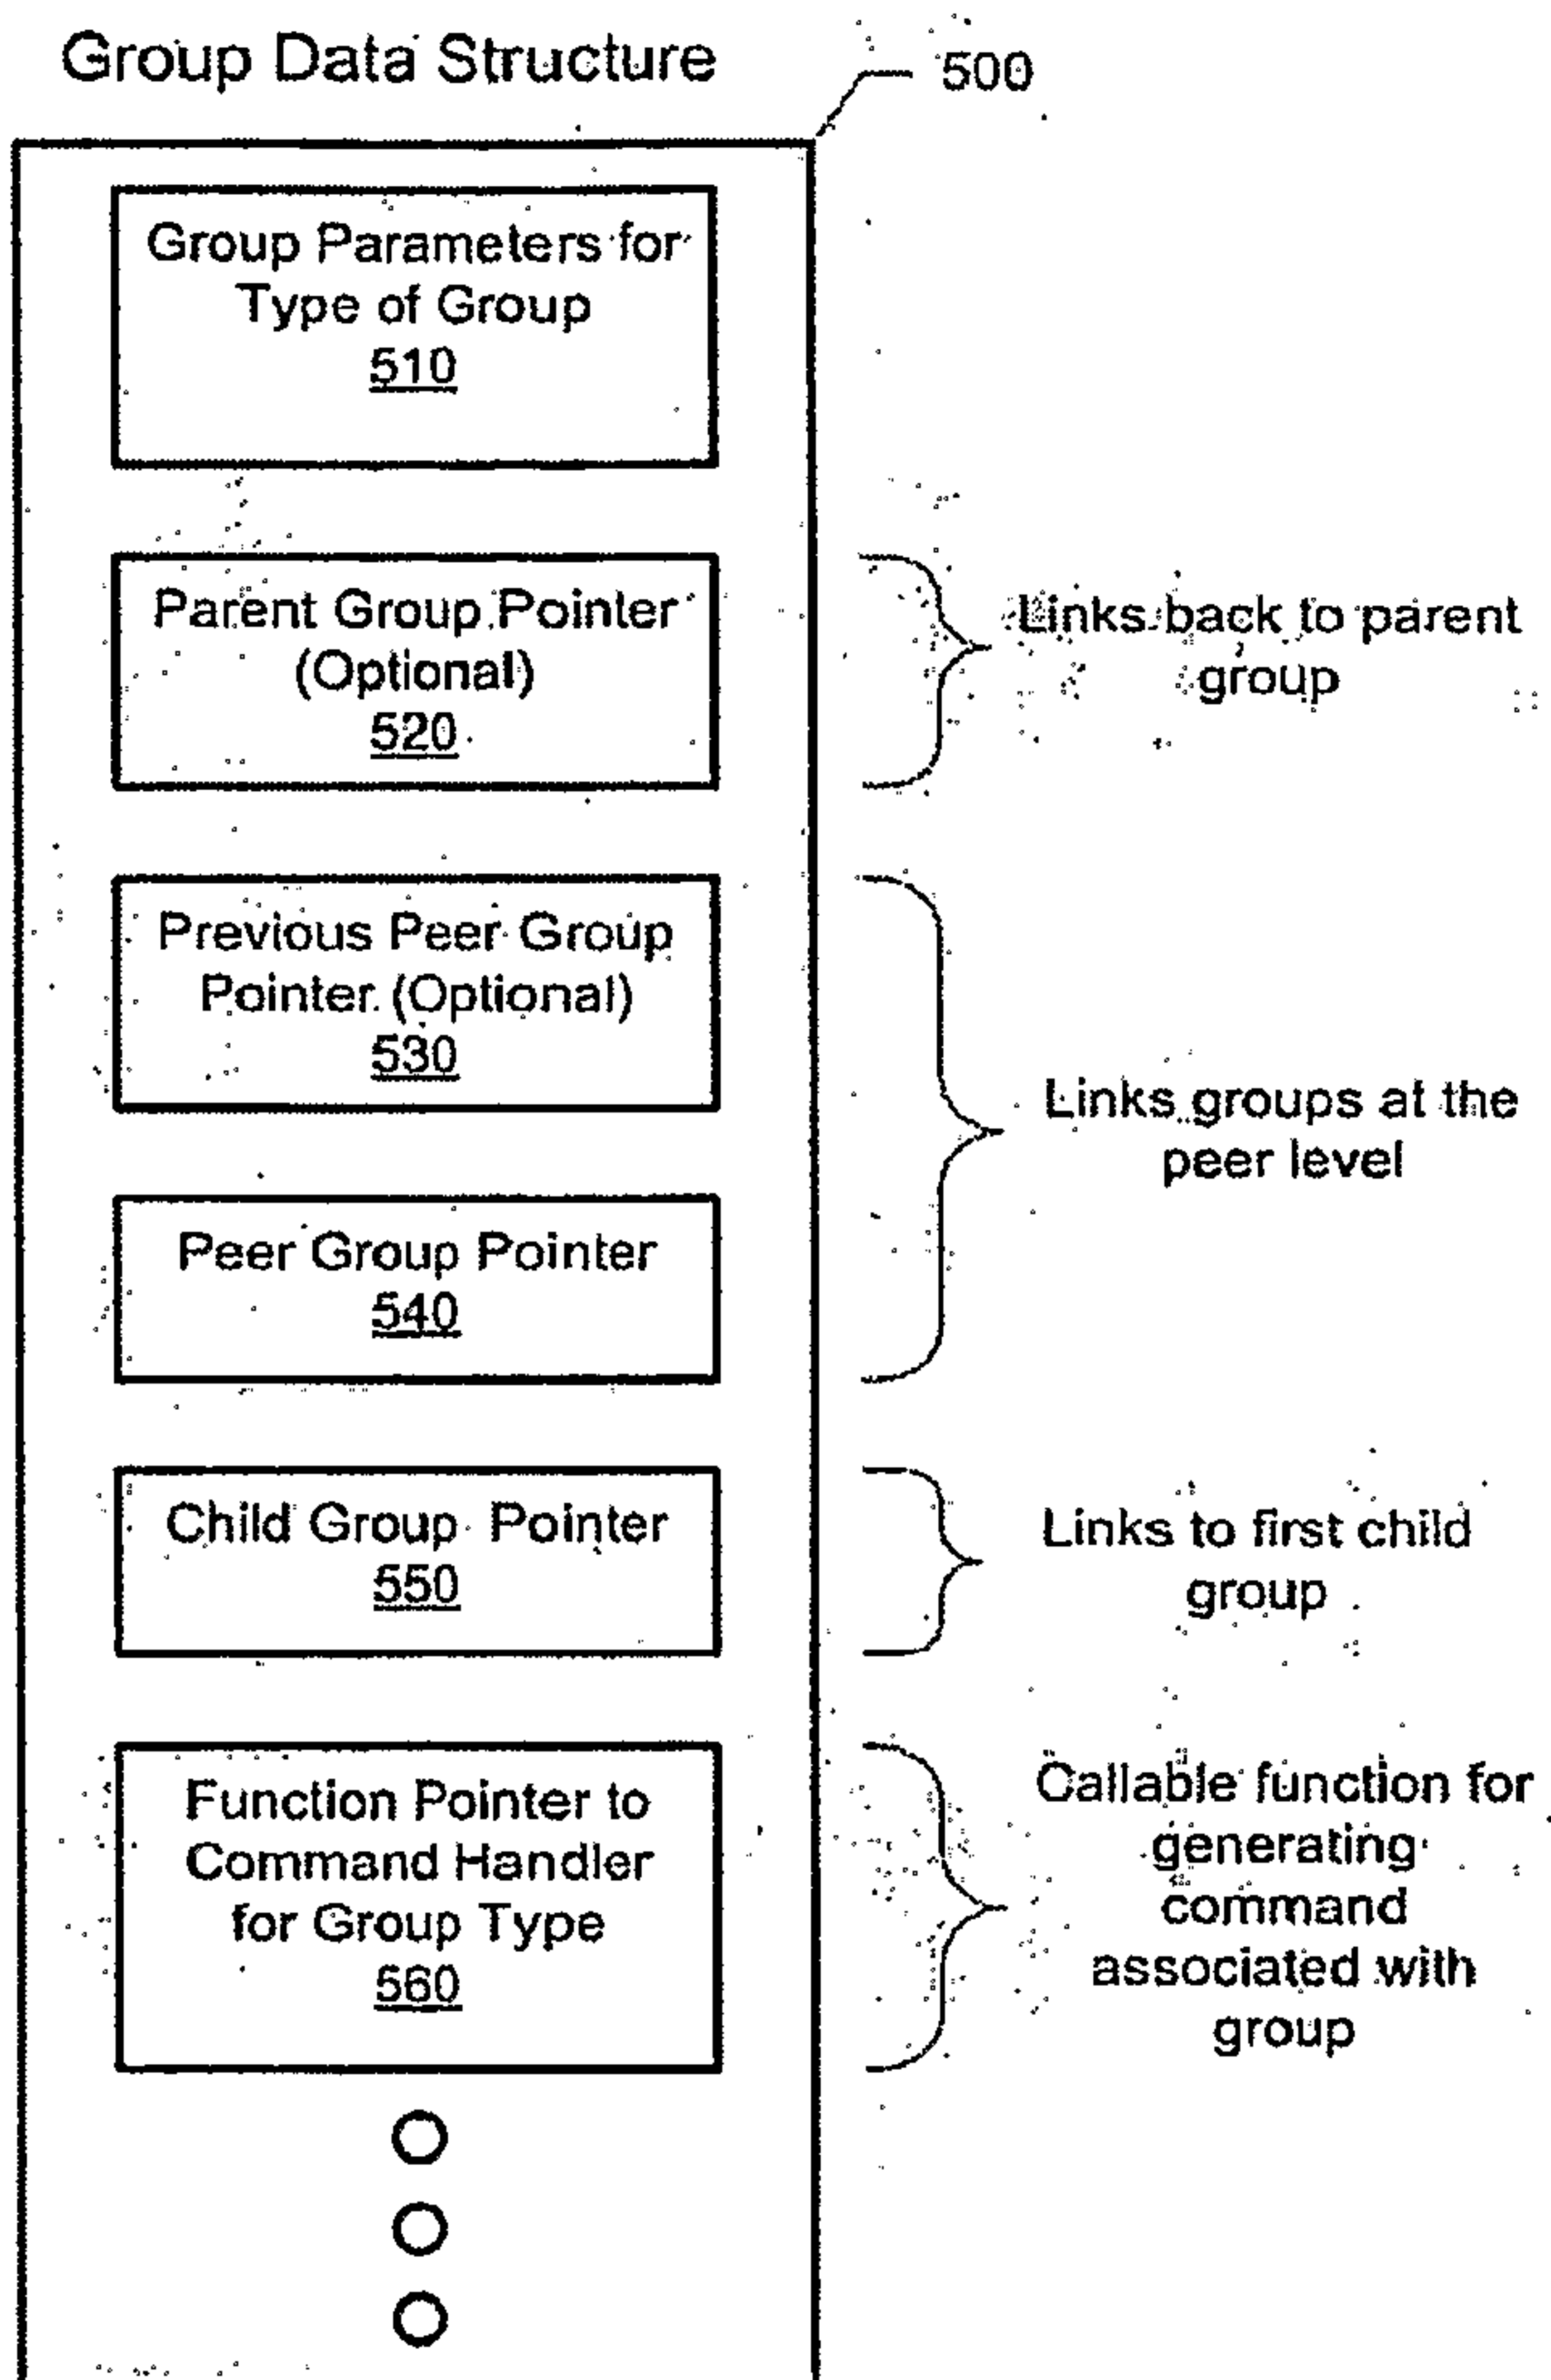 Group Data Structure
500
Group Parameters for
Type of Group
510
Parent Group Pointer
(Optional)
520
Links back to parent
group
Previous Peer Group
Pointer (Optional)
530
Links groups at the
peer level
Peer Group Pointer
540
Child Group Pointer
550
Links to first child
group
Function Pointer to
Command Handler
for Group Type
560
Callable function for
generating
command
associated with
group